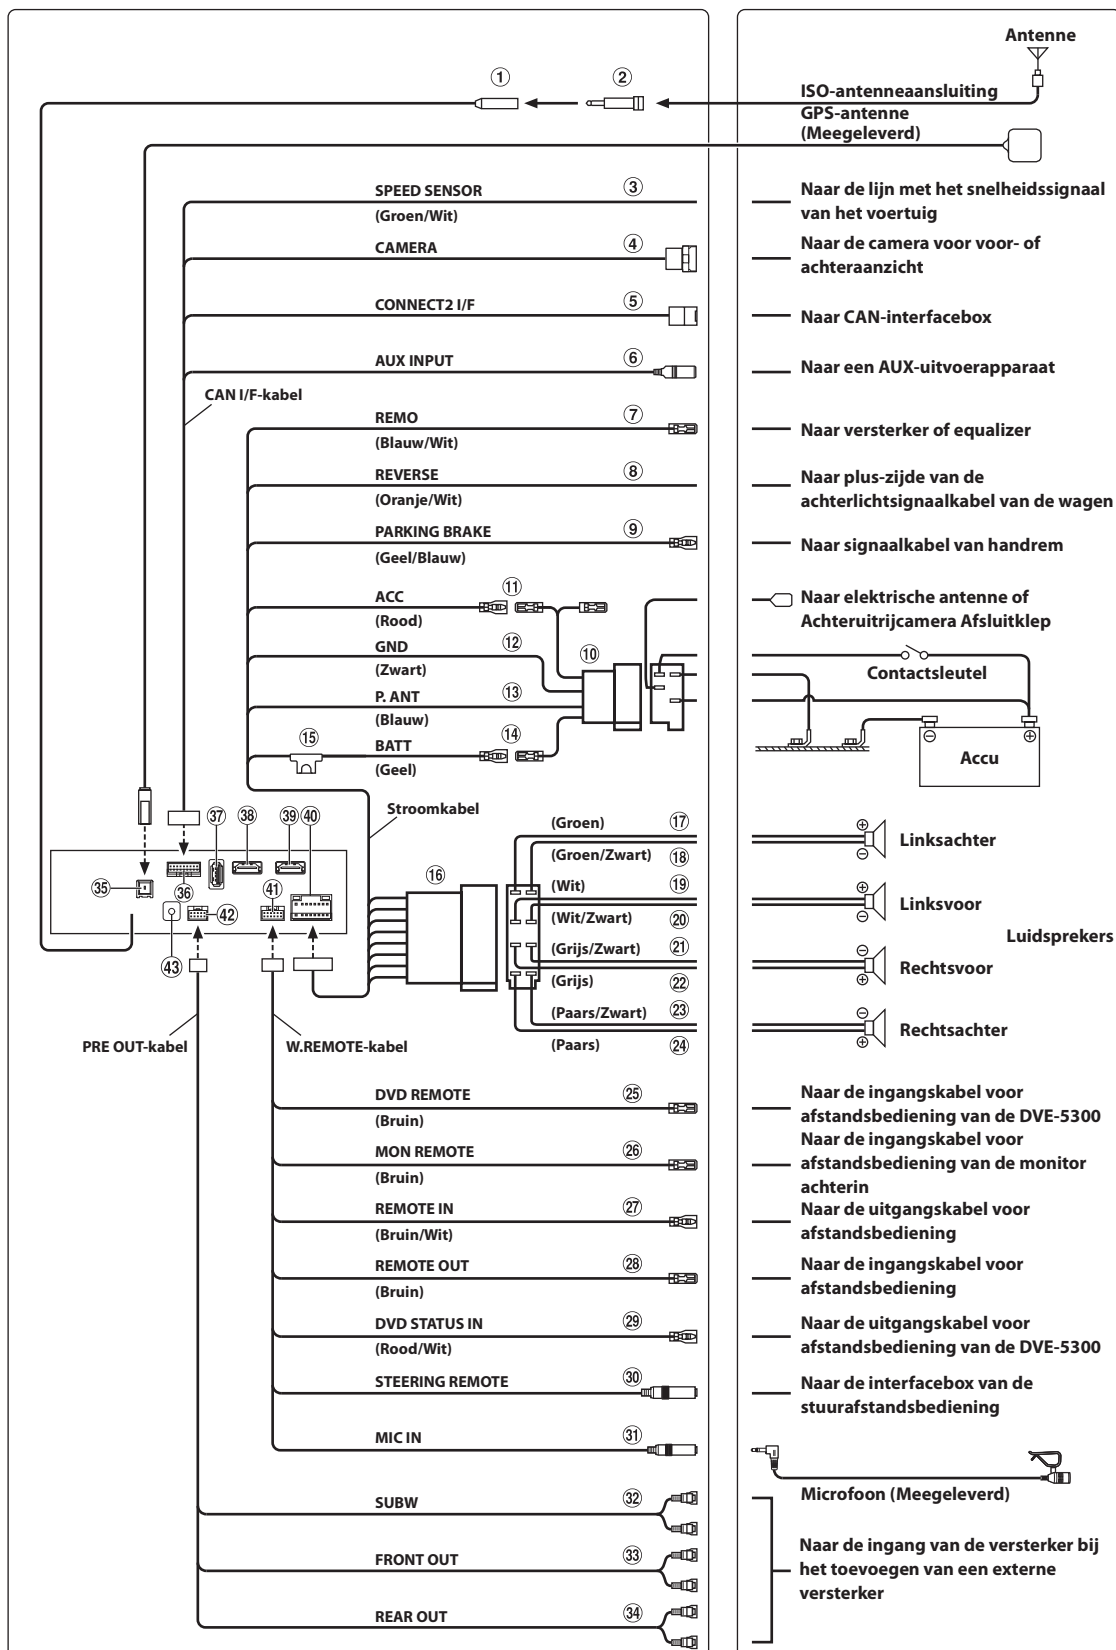 Antenne
① ②
ISO-antenneaansluiting
GPS-antenne
(Meegeleverd)
SPEED SENSOR ③
(Groen/Wit)
Naar de lijn met het snelheidssignaal
van het voertuig
CAMERA ④
Naar de camera voor voor- of
achteraanzicht
CONNECT2 I/F ⑤
Naar CAN-interfacebox
AUX INPUT ⑥
Naar een AUX-uitvoerapparaat
CAN I/F-kabel
REMO ⑦
(Blauw/Wit)
Naar versterker of equalizer
REVERSE ⑧
(Oranje/Wit)
Naar plus-zijde van de
achterlichtsignaalkabel van de wagen
PARKING BRAKE ⑨
(Geel/Blauw)
Naar signaalkabel van handrem
ACC ⑪
(Rood)
Naar elektrische antenne of
Achteruitrijcamera Afsluitklep
GND ⑫ ⑩
(Zwart)
Contactsleutel
P. ANT ⑬
(Blauw)
⑮ BATT ⑭
(Geel)
⊖ ⊕
Accu
Stroomkabel
㊲ ㊳ ㊴ ㊵
㉟ ㊱ ㊶ ㊷ ㊸
⑯
(Groen) ⑰
(Groen/Zwart) ⑱
⊕ ⊖ Linksachter
(Wit) ⑲
(Wit/Zwart) ⑳
⊕ ⊖ Linksvoor
Luidsprekers
(Grijs/Zwart) ㉑
(Grijs) ㉒
⊖ ⊕ Rechtsvoor
(Paars/Zwart) ㉓
(Paars) ㉔
⊖ ⊕ Rechtsachter
PRE OUT-kabel
W.REMOTE-kabel
DVD REMOTE ㉕
(Bruin)
Naar de ingangskabel voor
afstandsbediening van de DVE-5300
MON REMOTE ㉖
(Bruin)
Naar de ingangskabel voor
afstandsbediening van de monitor
achterin
REMOTE IN ㉗
(Bruin/Wit)
Naar de uitgangskabel voor
afstandsbediening
REMOTE OUT ㉘
(Bruin)
Naar de ingangskabel voor
afstandsbediening
DVD STATUS IN ㉙
(Rood/Wit)
Naar de uitgangskabel voor
afstandsbediening van de DVE-5300
STEERING REMOTE ㉚
Naar de interfacebox van de
stuurafstandsbediening
MIC IN ㉛
Microfoon (Meegeleverd)
SUBW ㉜
FRONT OUT ㉝
Naar de ingang van de versterker bij
het toevoegen van een externe
versterker
REAR OUT ㉞